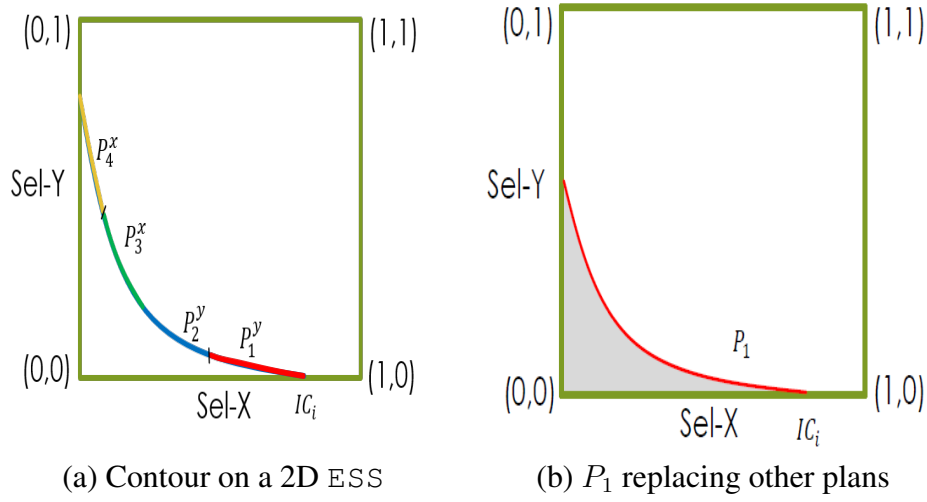 (0,1)
(1,1)
P_4^x
Sel-Y
P_3^x
P_2^y
P_1^y
(0,0)
(1,0)
Sel-X
IC_i
(a) Contour on a 2D ESS
(0,1)
(1,1)
Sel-Y
P_1
(0,0)
(1,0)
Sel-X
IC_i
(b) P_1 replacing other plans